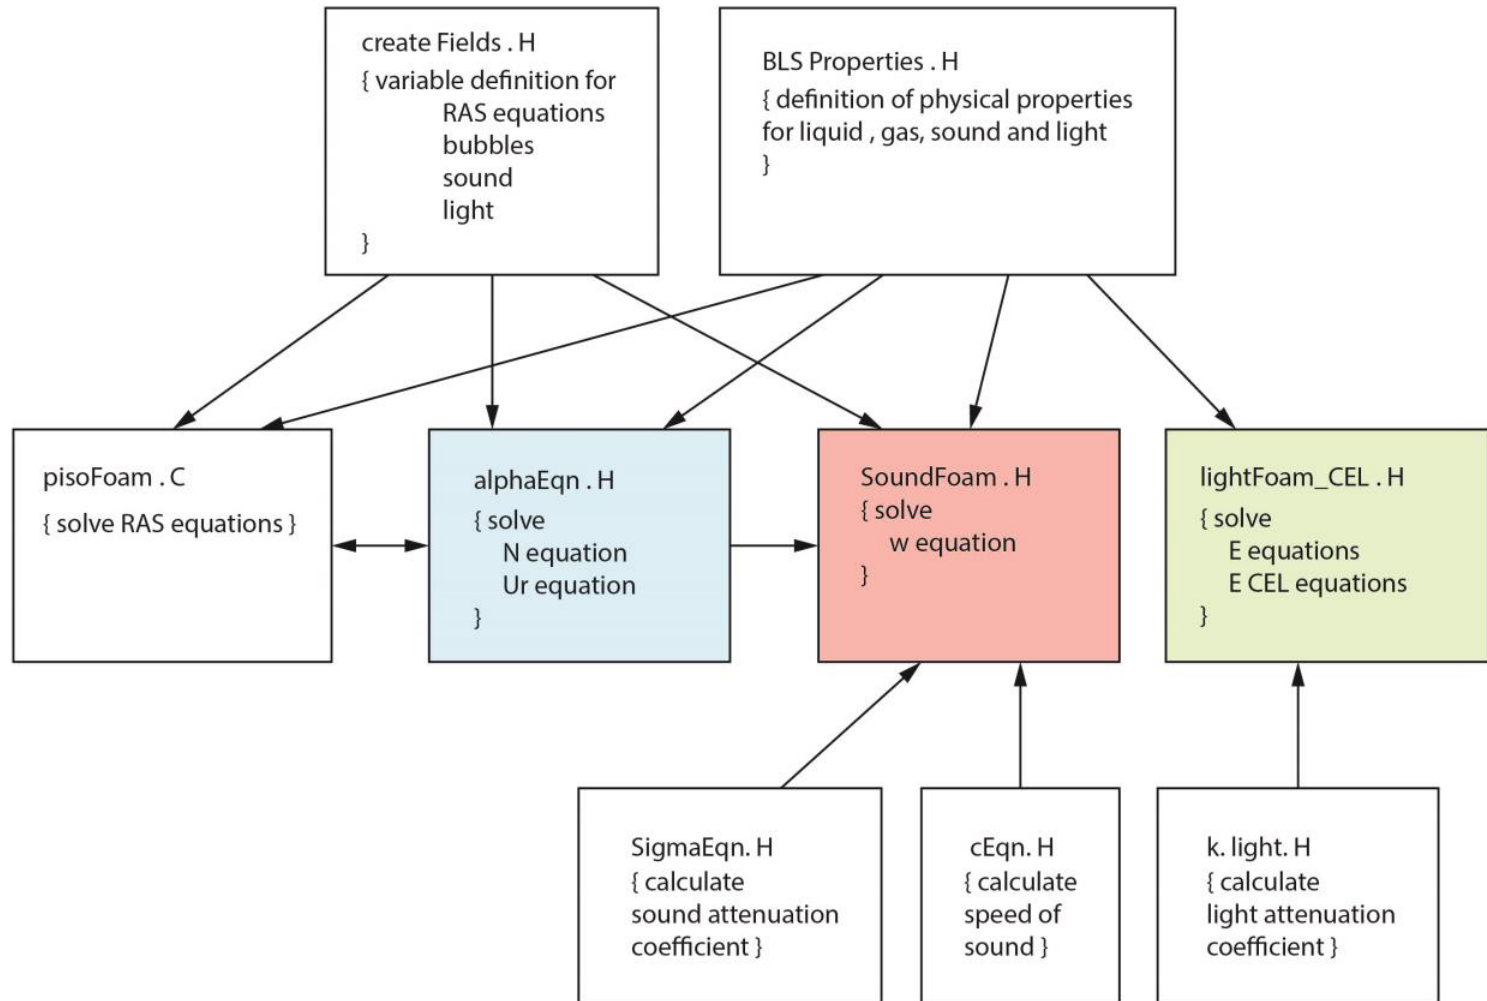 create Fields . H
{ variable definition for
RAS equations
bubbles
sound
light
}
BLS Properties . H
{ definition of physical properties
for liquid , gas, sound and light
}
pisoFoam . C
{ solve RAS equations }
alphaEqn . H
{ solve
N equation
Ur equation
}
SoundFoam . H
{ solve
w equation
}
lightFoam_CEL . H
{ solve
E equations
E CEL equations
}
SigmaEqn. H
{ calculate
sound attenuation
coefficient }
cEqn. H
{ calculate
speed of
sound }
k. light. H
{ calculate
light attenuation
coefficient }